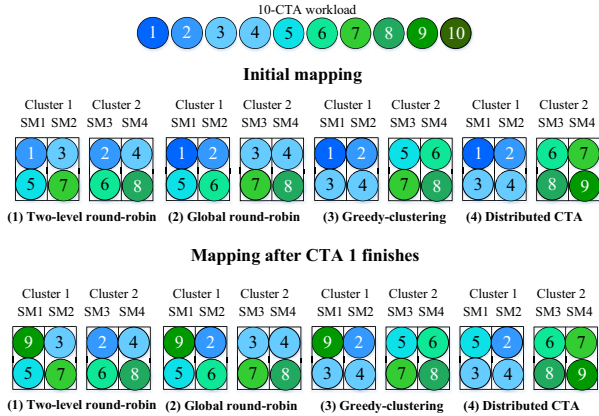 10-CTA workload
1 2 3 4 5 6 7 8 9 10
Initial mapping
Cluster 1 Cluster 2 Cluster 1 Cluster 2 Cluster 1 Cluster 2 Cluster 1 Cluster 2
SM1 SM2 SM3 SM4 SM1 SM2 SM3 SM4 SM1 SM2 SM3 SM4 SM1 SM2 SM3 SM4
1 3 2 4 1 2 3 4 1 2 5 6 1 2 6 7
5 7 6 8 5 6 7 8 3 4 7 8 3 4 8 9
(1) Two-level round-robin (2) Global round-robin (3) Greedy-clustering (4) Distributed CTA
Mapping after CTA 1 finishes
Cluster 1 Cluster 2 Cluster 1 Cluster 2 Cluster 1 Cluster 2 Cluster 1 Cluster 2
SM1 SM2 SM3 SM4 SM1 SM2 SM3 SM4 SM1 SM2 SM3 SM4 SM1 SM2 SM3 SM4
9 3 2 4 9 2 3 4 9 2 5 6 5 2 6 7
5 7 6 8 5 6 7 8 3 4 7 8 3 4 8 9
(1) Two-level round-robin (2) Global round-robin (3) Greedy-clustering (4) Distributed CTA